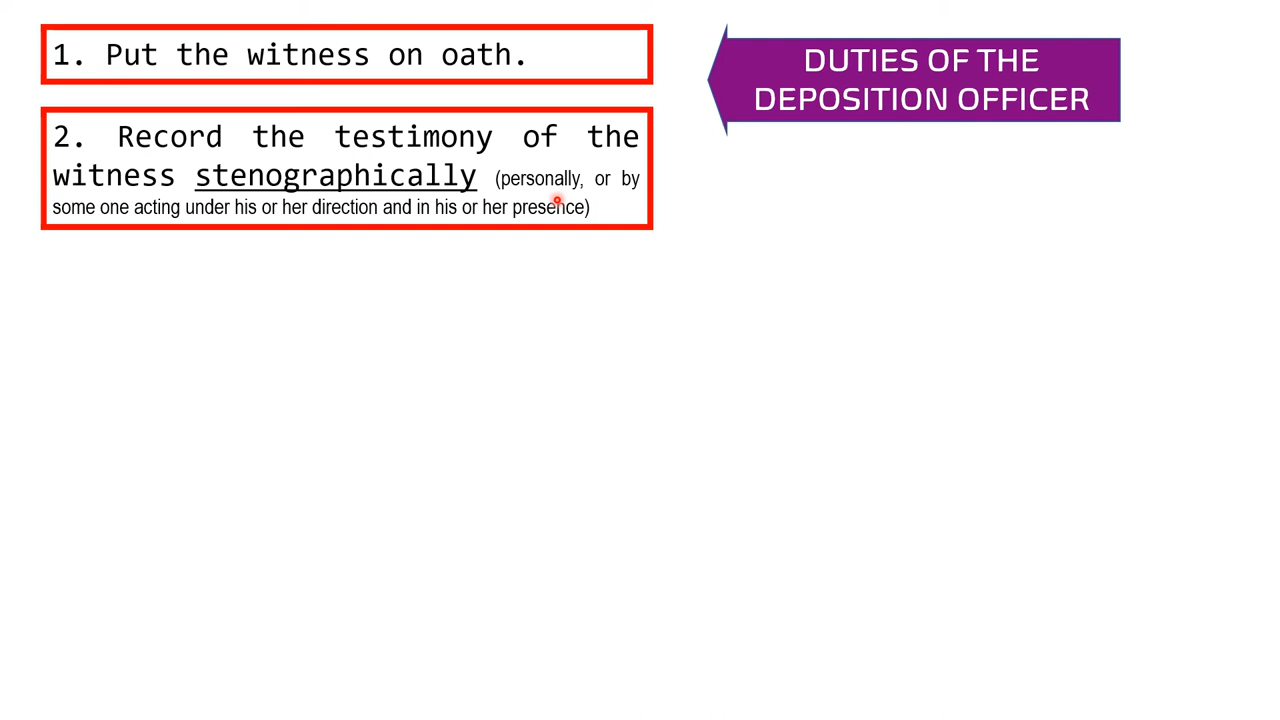 1. Put the witness on oath.
2. Record the testimony of the
witness stenographically (personally, or by
some one acting under his or her direction and in his or her presence)
DUTIES OF THE
DEPOSITION OFFICER